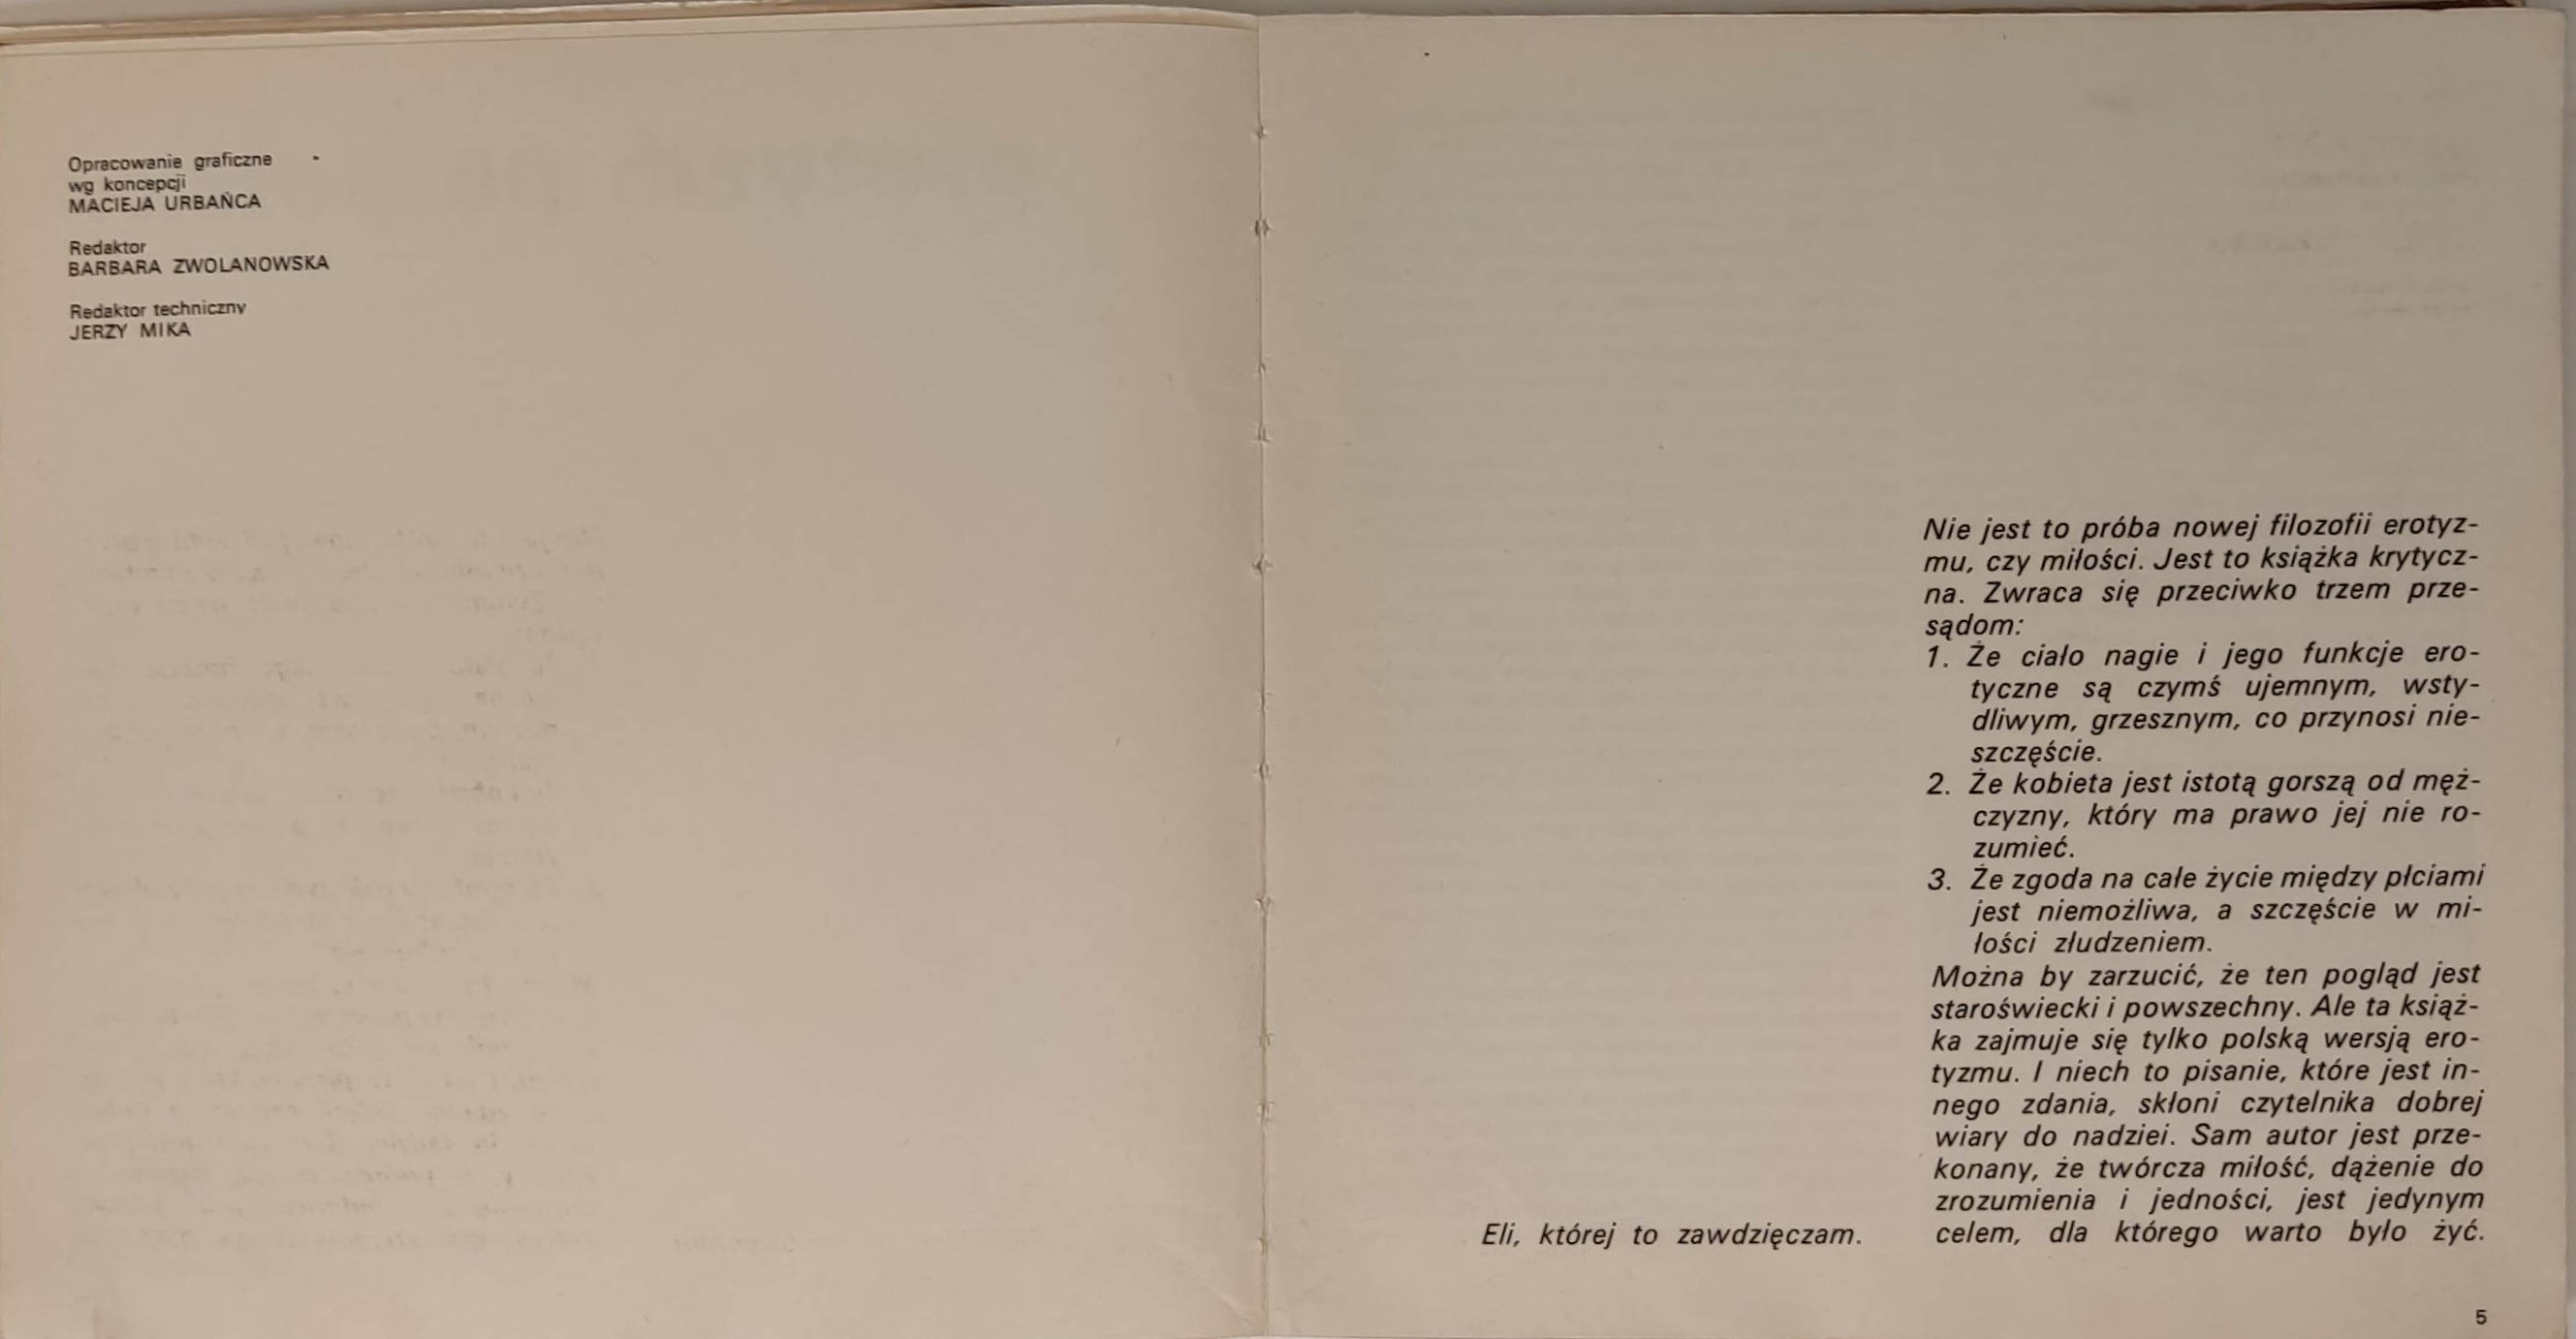 Opracowanie graficzne
wg koncepcji
MACIEJA URBAŃCA
Redaktor
BARBARA ZWOLANOWSKA
Redaktor techniczny
JERZY MIKA
Eli, której to zawdzięczam.
Nie jest to próba nowej filozofii erotyz-
mu, czy miłości. Jest to książka krytycz-
na. Zwraca się przeciwko trzem prze-
sądom:
1. Że ciało nagie i jego funkcje ero-
tyczne są czymś ujemnym, wsty-
dliwym, grzesznym, co przynosi nie-
szczęście.
2. Że kobieta jest istotą gorszą od męż-
czyzny, który ma prawo jej nie ro-
zumieć.
3. Że zgoda na całe życie między płciami
jest niemożliwa, a szczęście w mi-
łości złudzeniem.
Można by zarzucić, że ten pogląd jest
staroświecki i powszechny. Ale ta książ-
ka zajmuje się tylko polską wersją ero-
tyzmu. I niech to pisanie, które jest in-
nego zdania, skłoni czytelnika dobrej
wiary do nadziei. Sam autor jest prze-
konany, że twórcza miłość, dążenie do
zrozumienia i jedności, jest jedynym
celem, dla którego warto było żyć.
5